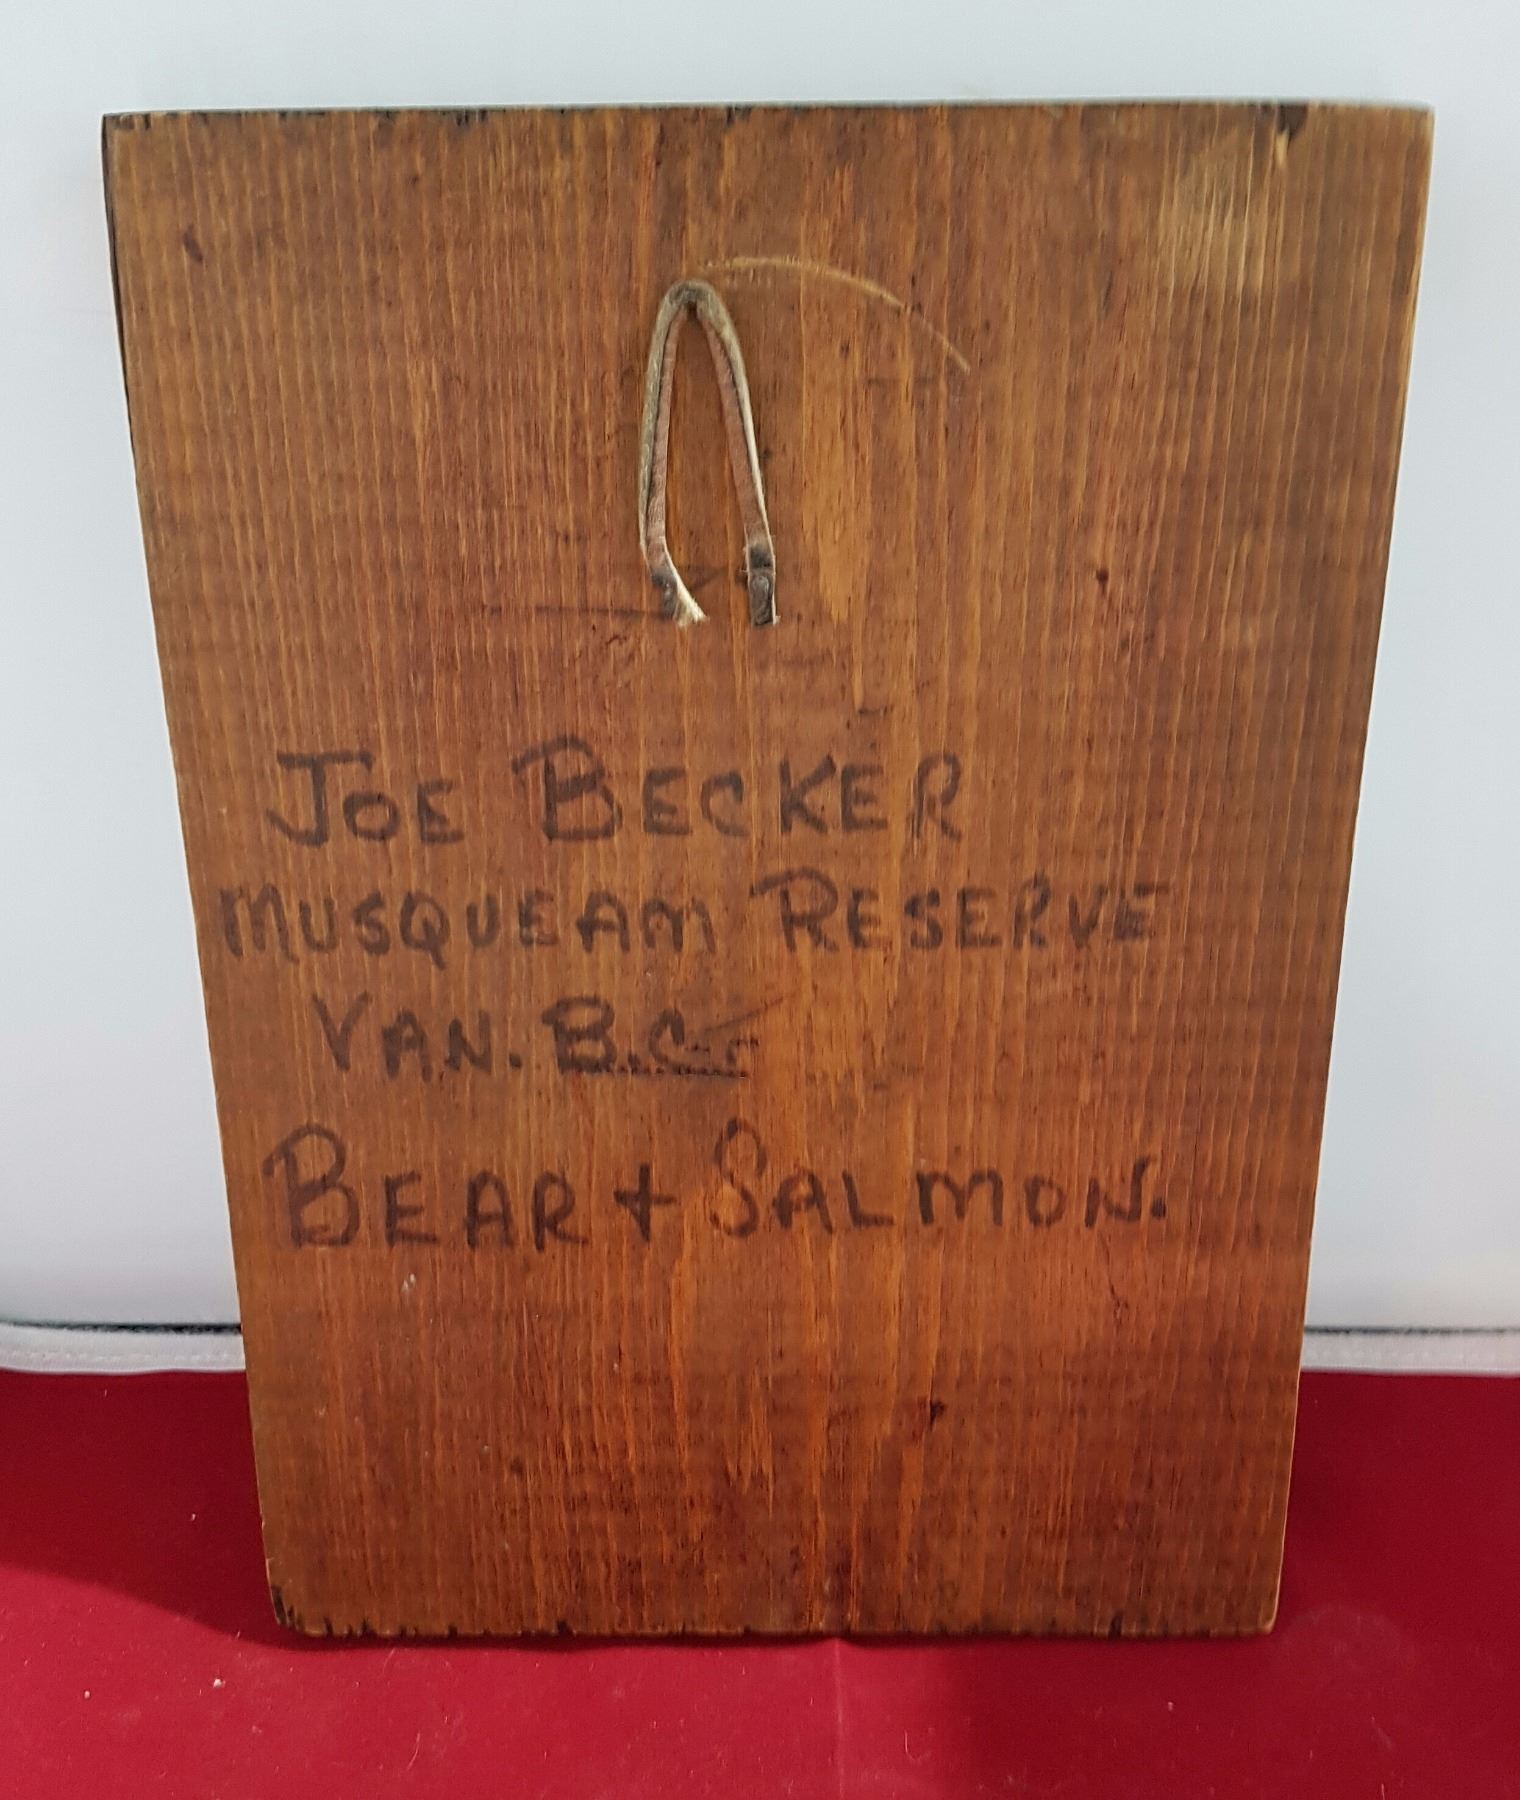 JOE BECKER
MUSQUEAM RESERVE
VAN. B.C.
BEAR + SALMON.